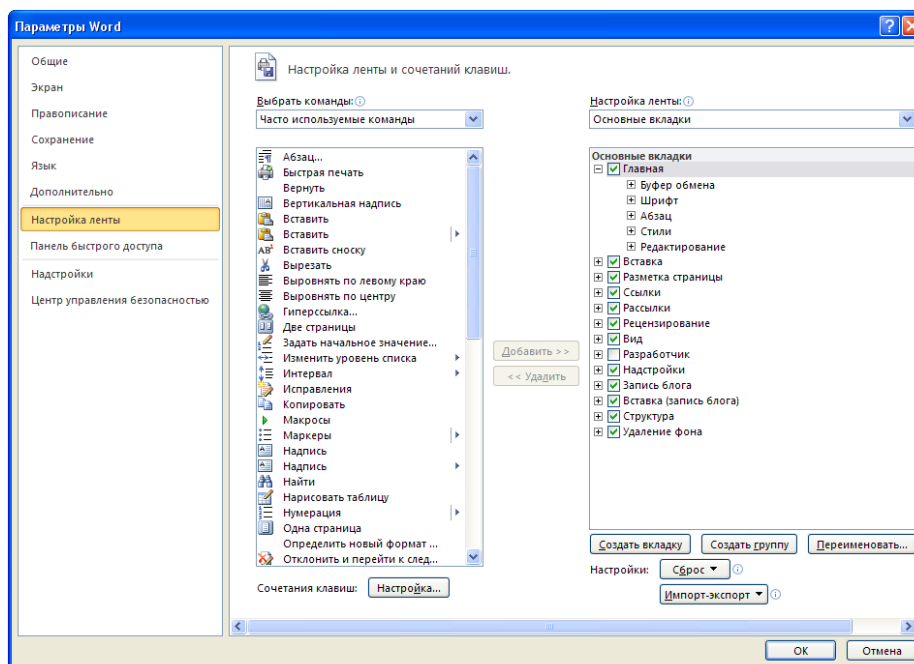 Параметры Word
Общие
Экран
Правописание
Сохранение
Язык
Дополнительно
Настройка ленты
Панель быстрого доступа
Надстройки
Центр управления безопасностью
Настройка ленты и сочетаний клавиш.
Выбрать команды:
Часто используемые команды
Абзац...
Быстрая печать
Вернуть
Вертикальная надпись
Вставить
Вставить
Вставить сноску
Вырезать
Выровнять по левому краю
Выровнять по центру
Гиперссылка...
Две страницы
Задать начальное значение...
Изменить уровень списка
Интервал
Исправления
Копировать
Макросы
Маркеры
Надпись
Надпись
Найти
Нарисовать таблицу
Нумерация
Одна страница
Определить новый формат ...
Отклонить и перейти к след...
Сочетания клавиш: Настройка...
Добавить >>
<< Удалить
Настройка ленты:
Основные вкладки
Основные вкладки
Главная
Буфер обмена
Шрифт
Абзац
Стили
Редактирование
Вставка
Разметка страницы
Ссылки
Рассылки
Рецензирование
Вид
Разработчик
Надстройки
Запись блога
Вставка (запись блога)
Структура
Удаление фона
Создать вкладку Создать группу Переименовать...
Настройки: Сброс
Импорт-экспорт
ОК Отмена